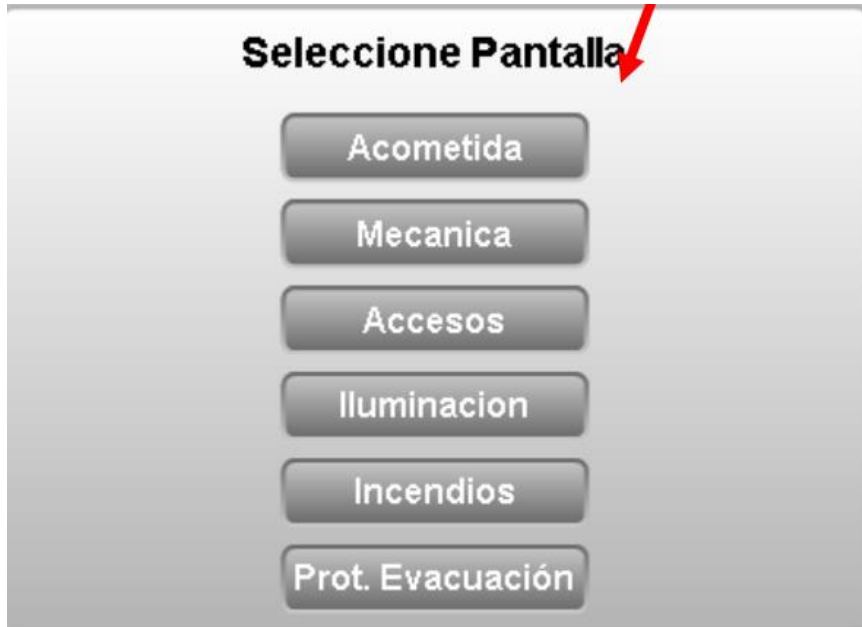 Seleccione Pantalla
Acometida
Mecanica
Accesos
Iluminacion
Incendios
Prot. Evacuación